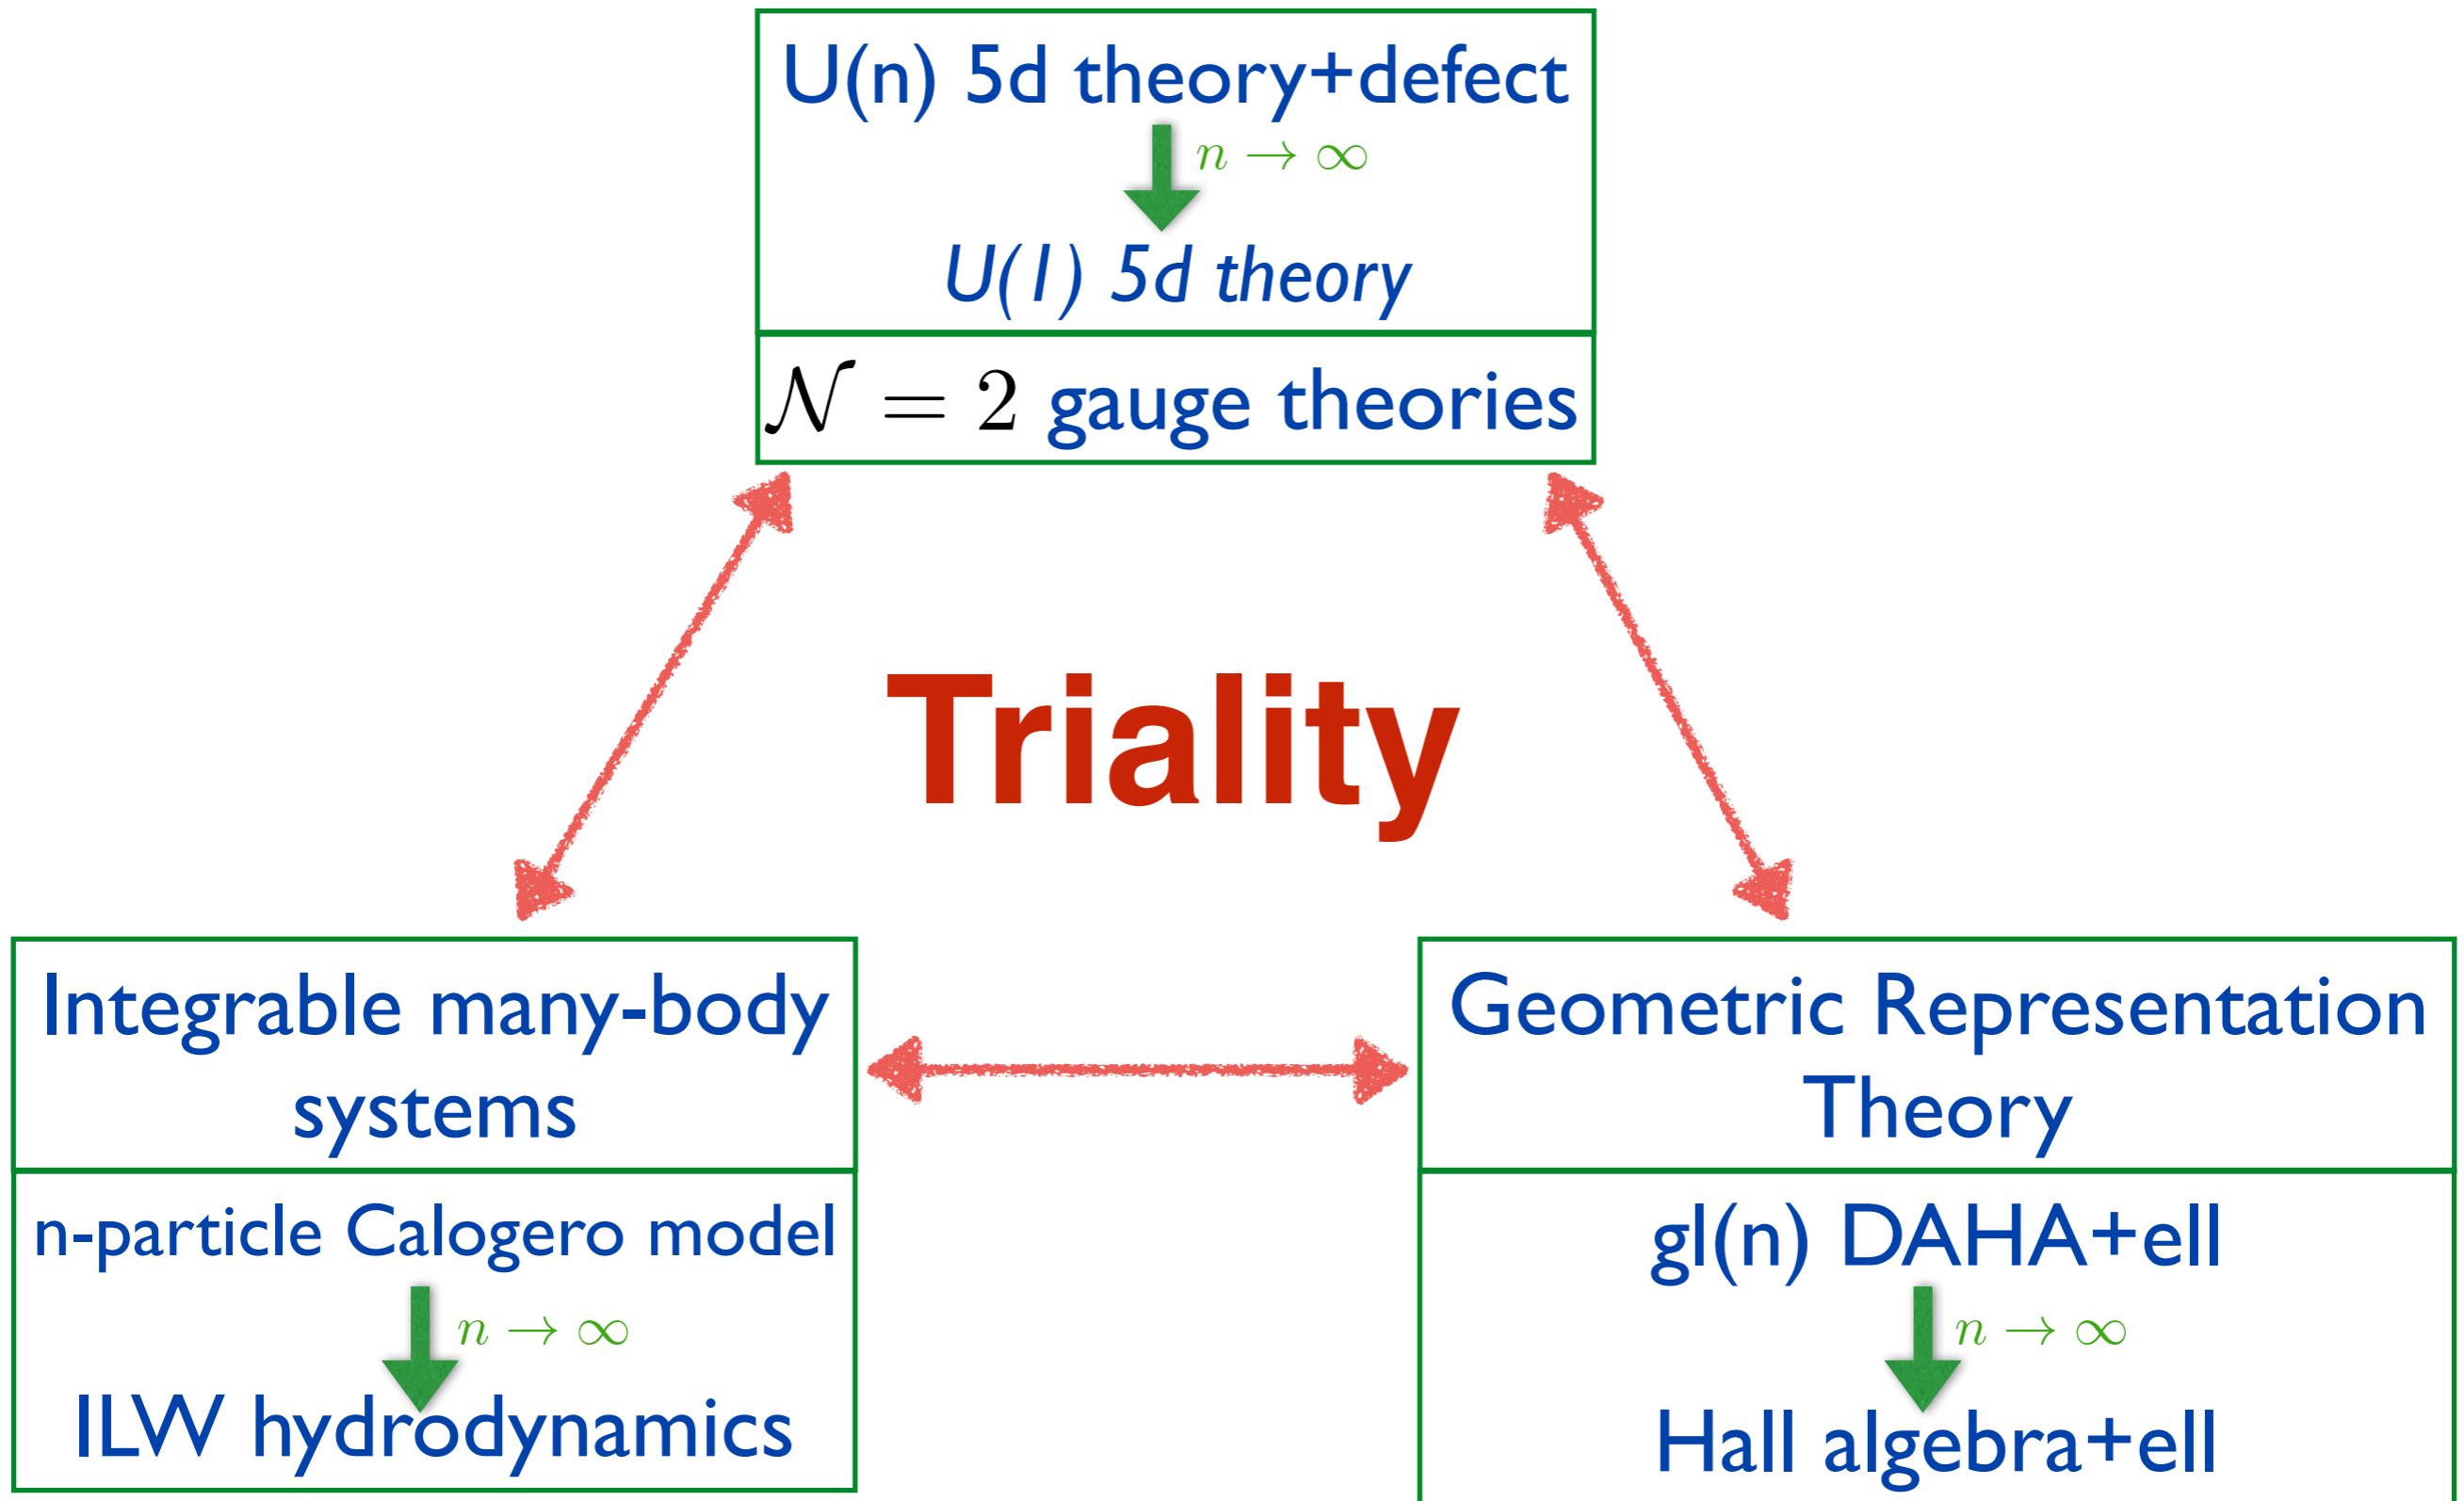 U(n) 5d theory+defect
n → ∞
U(1) 5d theory
𝒩 = 2 gauge theories
Triality
Integrable many-body
systems
n-particle Calogero model
n → ∞
ILW hydrodynamics
Geometric Representation
Theory
gl(n) DAHA+ell
n → ∞
Hall algebra+ell